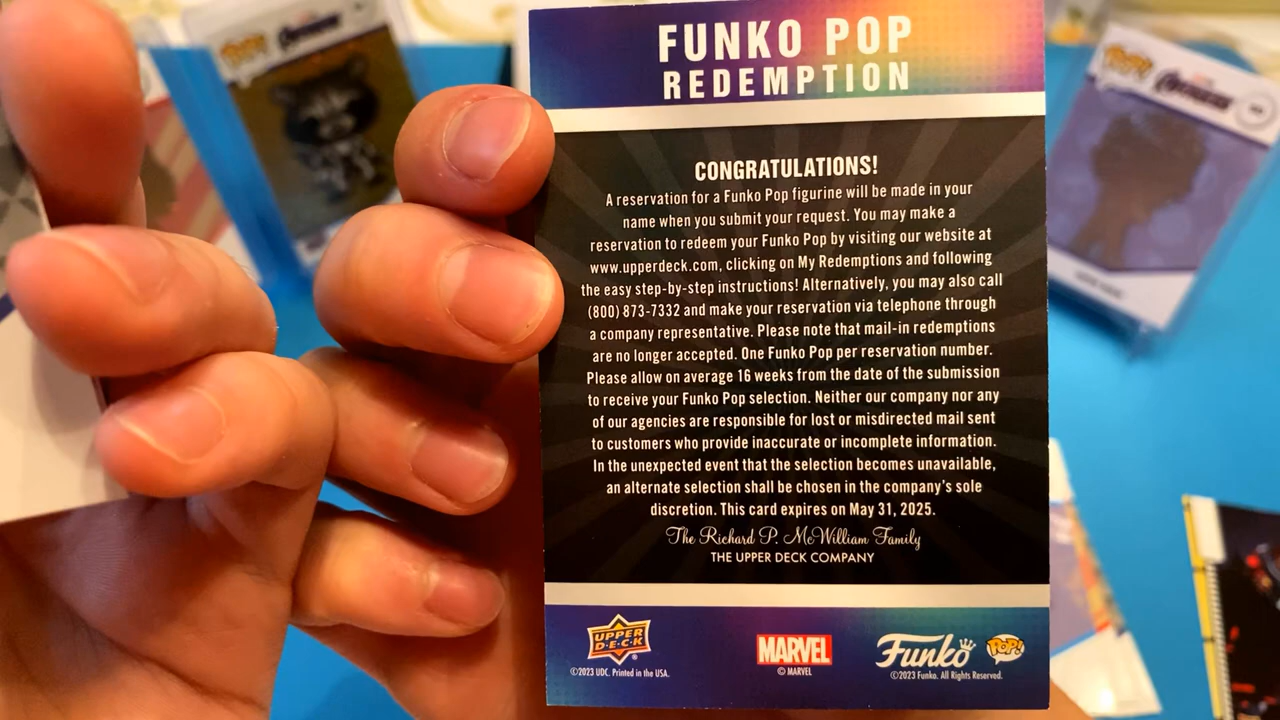 FUNKO POP
REDEMPTION
CONGRATULATIONS!
A reservation for a Funko Pop figurine will be made in your
name when you submit your request. You may make a
reservation to redeem your Funko Pop by visiting our website at
www.upperdeck.com, clicking on My Redemptions and following
the easy step-by-step instructions! Alternatively, you may also call
(800) 873-7332 and make your reservation via telephone through
a company representative. Please note that mail-in redemptions
are no longer accepted. One Funko Pop per reservation number.
Please allow on average 16 weeks from the date of the submission
to receive your Funko Pop selection. Neither our company nor any
of our agencies are responsible for lost or misdirected mail sent
to customers who provide inaccurate or incomplete information.
In the unexpected event that the selection becomes unavailable,
an alternate selection shall be chosen in the company's sole
discretion. This card expires on May 31, 2025.
The Richard P. McWilliam Family
THE UPPER DECK COMPANY
UPPER
D·E·C·K
©2023 UDC. Printed in the USA.
MARVEL
© MARVEL
Funko POP!
©2023 Funko. All Rights Reserved.
POP! AVENGERS
POP! AVENGERS